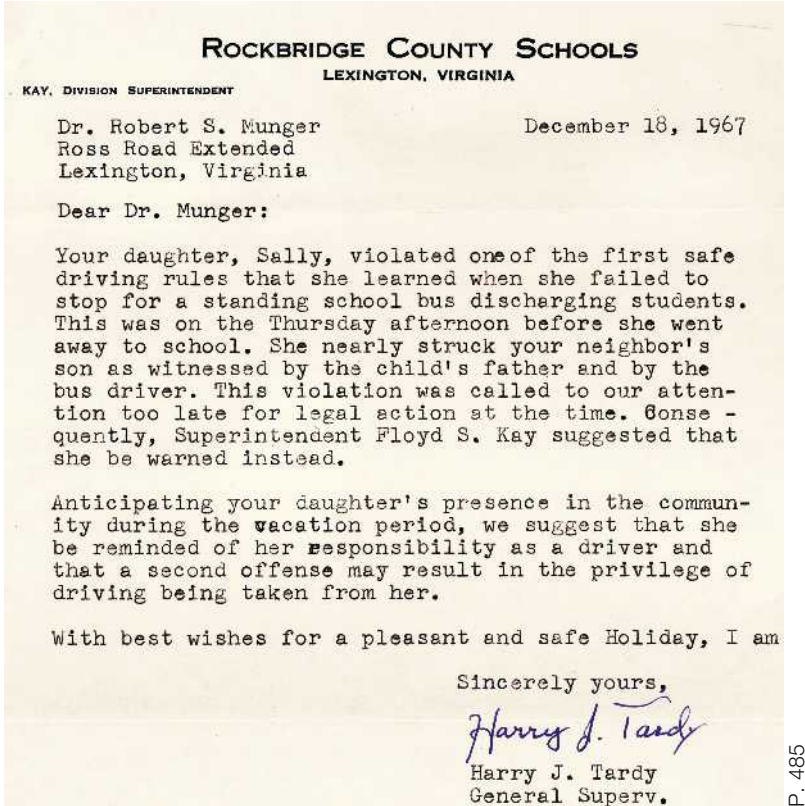 ROCKBRIDGE COUNTY SCHOOLS
LEXINGTON, VIRGINIA
KAY, DIVISION SUPERINTENDENT
Dr. Robert S. Munger December 18, 1967
Ross Road Extended
Lexington, Virginia
Dear Dr. Munger:
Your daughter, Sally, violated one of the first safe
driving rules that she learned when she failed to
stop for a standing school bus discharging students.
This was on the Thursday afternoon before she went
away to school. She nearly struck your neighbor's
son as witnessed by the child's father and by the
bus driver. This violation was called to our atten-
tion too late for legal action at the time. Conse -
quently, Superintendent Floyd S. Kay suggested that
she be warned instead.
Anticipating your daughter's presence in the commun-
ity during the vacation period, we suggest that she
be reminded of her responsibility as a driver and
that a second offense may result in the privilege of
driving being taken from her.
With best wishes for a pleasant and safe Holiday, I am
Sincerely yours,
Harry J. Tardy
Harry J. Tardy
General Superv.
P. 485